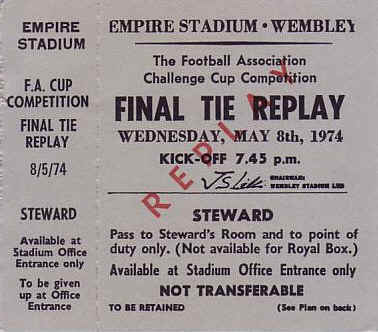 EMPIRE
STADIUM
F.A. CUP
COMPETITION
FINAL TIE
REPLAY
8/5/74
STEWARD
Available at
Stadium Office
Entrance only
To be given
up at Office
Entrance
EMPIRE STADIUM · WEMBLEY
The Football Association
Challenge Cup Competition
FINAL TIE REPLAY
WEDNESDAY, MAY 8th, 1974
KICK-OFF 7.45 p.m.
CHAIRMAN:
WEMBLEY STADIUM LTD
REPLAY
STEWARD
Pass to Steward's Room and to point of
duty only. (Not available for Royal Box.)
Available at Stadium Office Entrance only
NOT TRANSFERABLE
TO BE RETAINED (See Plan on back)